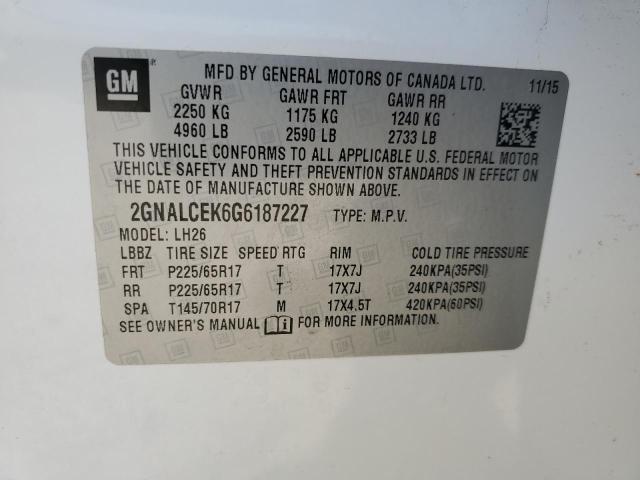 GM MFD BY GENERAL MOTORS OF CANADA LTD. 11/15
GVWR GAWR FRT GAWR RR
2250 KG 1175 KG 1240 KG
4960 LB 2590 LB 2733 LB
THIS VEHICLE CONFORMS TO ALL APPLICABLE U.S. FEDERAL MOTOR
VEHICLE SAFETY AND THEFT PREVENTION STANDARDS IN EFFECT ON
THE DATE OF MANUFACTURE SHOWN ABOVE.
2GNALCEK6G6187227 TYPE: M.P.V.
MODEL: LH26
LBBZ TIRE SIZE SPEED RTG RIM COLD TIRE PRESSURE
FRT P225/65R17 T 17X7J 240KPA(35PSI)
RR P225/65R17 T 17X7J 240KPA(35PSI)
SPA T145/70R17 M 17X4.5T 420KPA(60PSI)
SEE OWNER'S MANUAL FOR MORE INFORMATION.